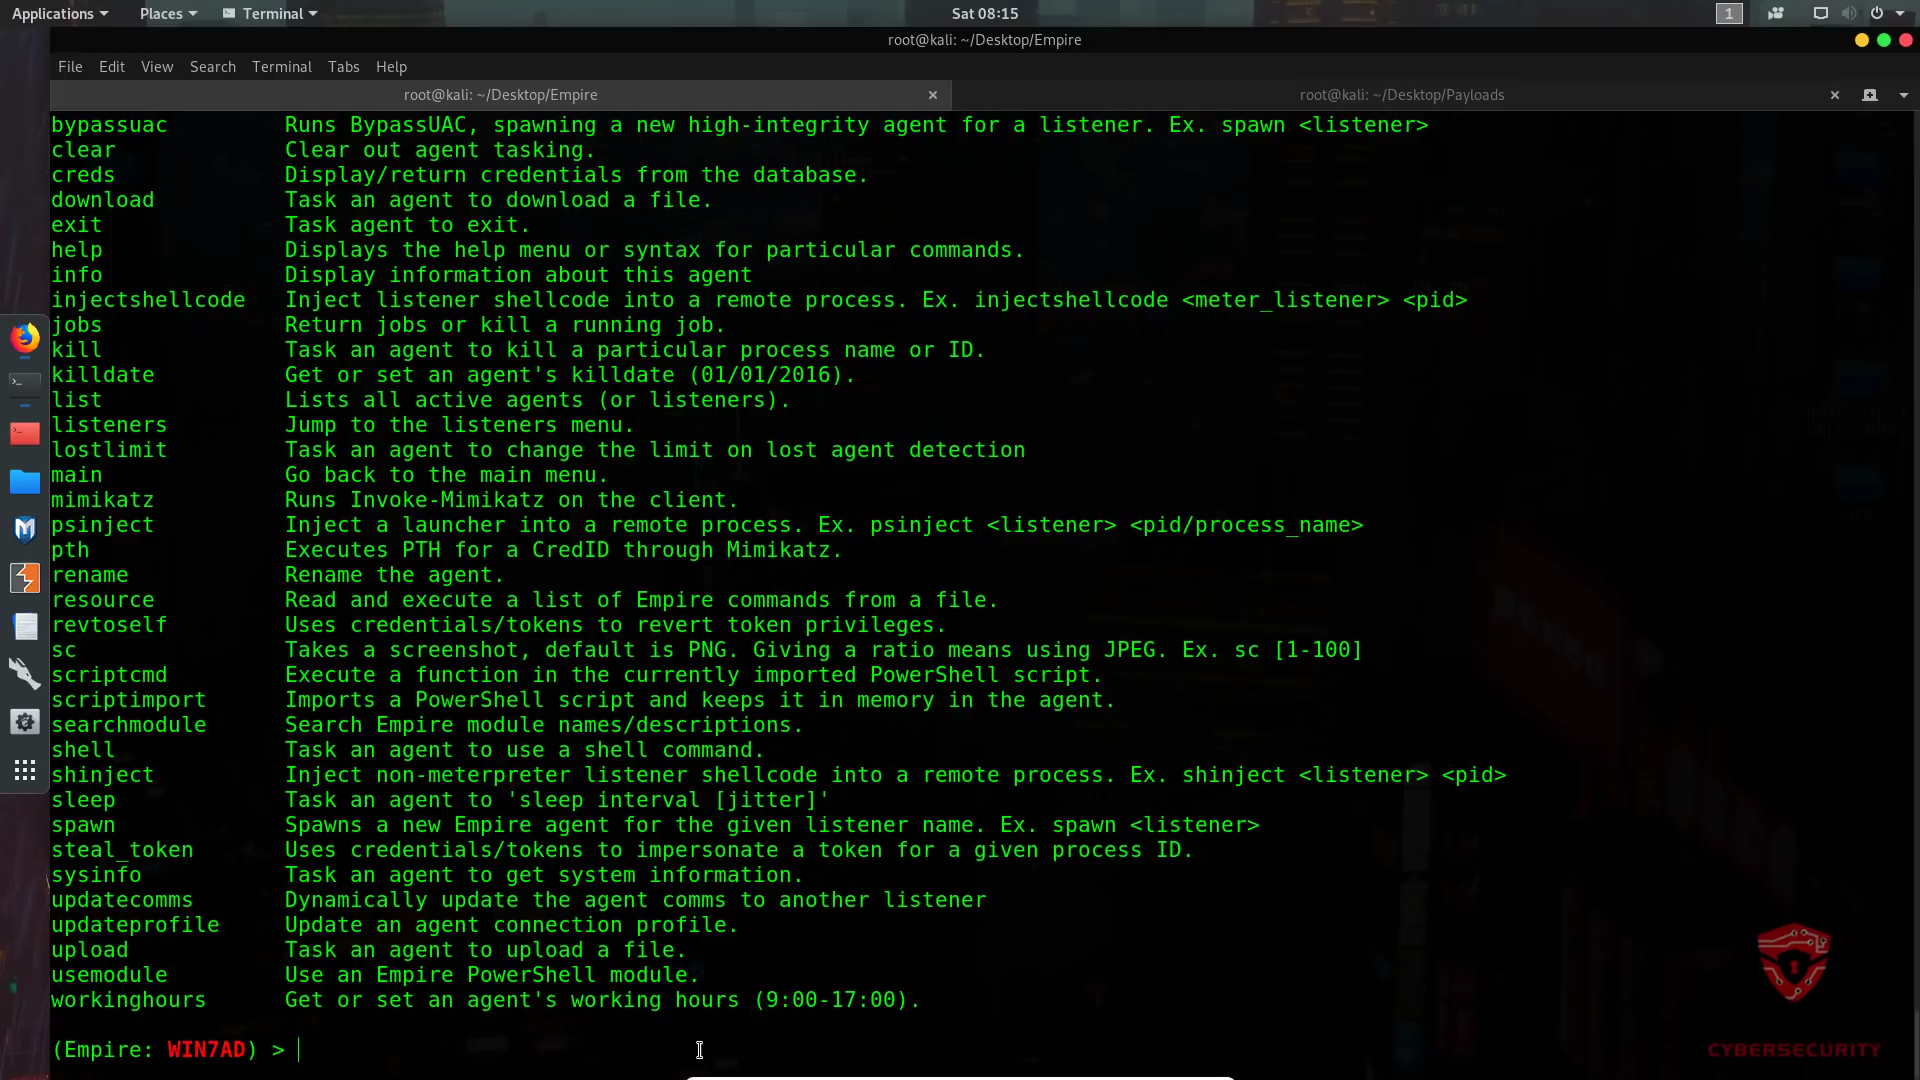 Applications Places Terminal Sat 08:15 1
root@kali: ~/Desktop/Empire
File Edit View Search Terminal Tabs Help
root@kali: ~/Desktop/Empire root@kali: ~/Desktop/Payloads
bypassuac Runs BypassUAC, spawning a new high-integrity agent for a listener. Ex. spawn <listener>
clear Clear out agent tasking.
creds Display/return credentials from the database.
download Task an agent to download a file.
exit Task agent to exit.
help Displays the help menu or syntax for particular commands.
info Display information about this agent
injectshellcode Inject listener shellcode into a remote process. Ex. injectshellcode <meter_listener> <pid>
jobs Return jobs or kill a running job.
kill Task an agent to kill a particular process name or ID.
killdate Get or set an agent's killdate (01/01/2016).
list Lists all active agents (or listeners).
listeners Jump to the listeners menu.
lostlimit Task an agent to change the limit on lost agent detection
main Go back to the main menu.
mimikatz Runs Invoke-Mimikatz on the client.
psinject Inject a launcher into a remote process. Ex. psinject <listener> <pid/process_name>
pth Executes PTH for a CredID through Mimikatz.
rename Rename the agent.
resource Read and execute a list of Empire commands from a file.
revtoself Uses credentials/tokens to revert token privileges.
sc Takes a screenshot, default is PNG. Giving a ratio means using JPEG. Ex. sc [1-100]
scriptcmd Execute a function in the currently imported PowerShell script.
scriptimport Imports a PowerShell script and keeps it in memory in the agent.
searchmodule Search Empire module names/descriptions.
shell Task an agent to use a shell command.
shinject Inject non-meterpreter listener shellcode into a remote process. Ex. shinject <listener> <pid>
sleep Task an agent to 'sleep interval [jitter]'
spawn Spawns a new Empire agent for the given listener name. Ex. spawn <listener>
steal_token Uses credentials/tokens to impersonate a token for a given process ID.
sysinfo Task an agent to get system information.
updatecomms Dynamically update the agent comms to another listener
updateprofile Update an agent connection profile.
upload Task an agent to upload a file.
usemodule Use an Empire PowerShell module.
workinghours Get or set an agent's working hours (9:00-17:00).
(Empire: WIN7AD) >
CYBERSECURITY